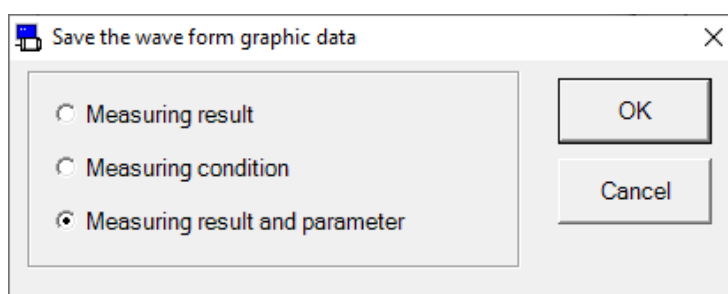 Save the wave form graphic data
Measuring result
Measuring condition
Measuring result and parameter
OK
Cancel